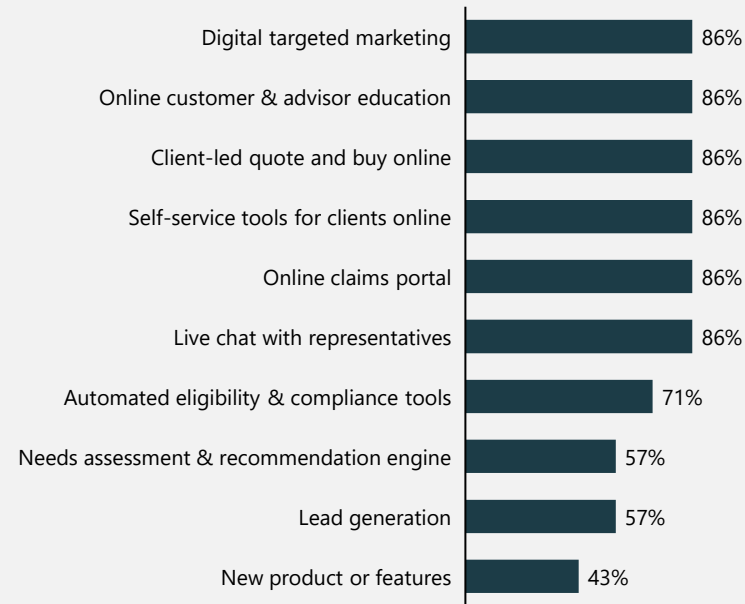 Digital targeted marketing 86%
Online customer & advisor education 86%
Client-led quote and buy online 86%
Self-service tools for clients online 86%
Online claims portal 86%
Live chat with representatives 86%
Automated eligibility & compliance tools 71%
Needs assessment & recommendation engine 57%
Lead generation 57%
New product or features 43%